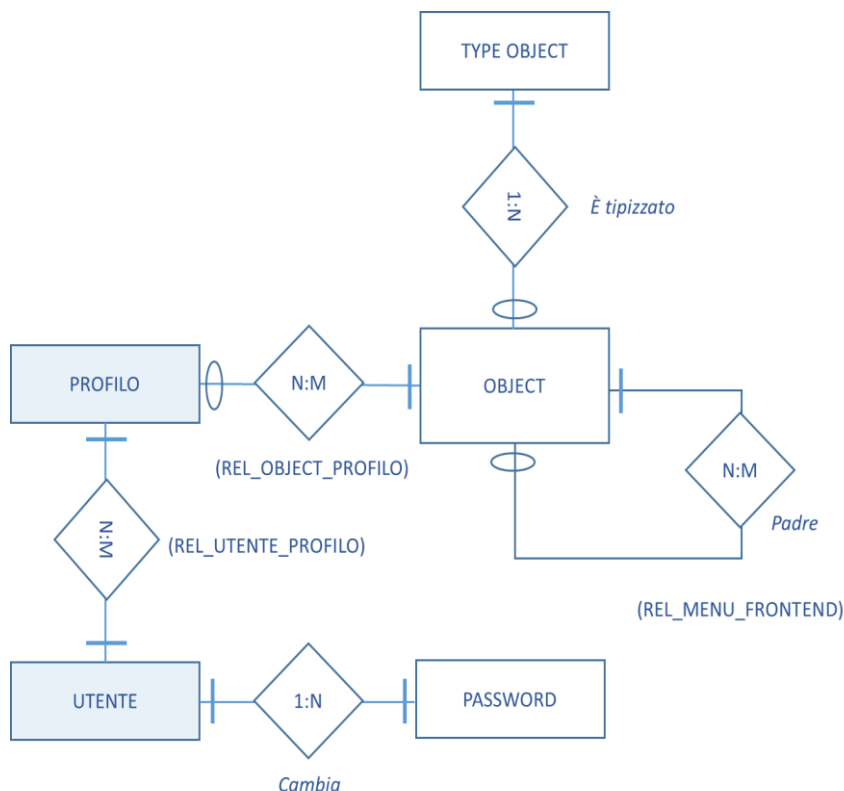 TYPE OBJECT
1:N
È tipizzato
PROFILO
N:M
OBJECT
(REL_OBJECT_PROFILO)
N:M
Padre
N:M
(REL_UTENTE_PROFILO)
(REL_MENU_FRONTEND)
UTENTE
1:N
PASSWORD
Cambia